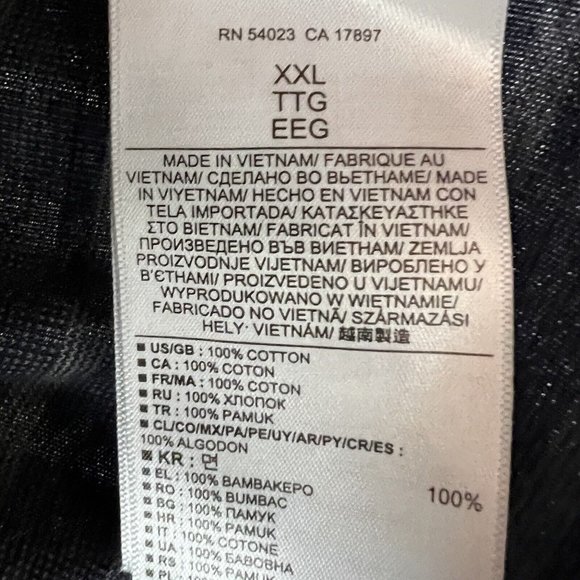 RN 54023 CA 17897
XXL
TTG
EEG
MADE IN VIETNAM/ FABRIQUE AU
VIETNAM/ СДЕЛАНО ВО ВЬЕТНАМЕ/ MADE
IN VIYETNAM/ HECHO EN VIETNAM CON
TELA IMPORTADA/ ΚΑΤΑΣΚΕΥΑΣΤΗΚΕ
ΣΤΟ ΒΙΕΤΝΑΜ/ FABRICAT ÎN VIETNAM/
ПРОИЗВЕДЕНО ВЪВ ВИЕТНАМ/ ZEMLJA
PROIZVODNJE VIJETNAM/ ВИРОБЛЕНО У
В'ЄТНАМІ/ PROIZVEDENO U VIJETNAMU/
WYPRODUKOWANO W WIETNAMIE/
FABRICADO NO VIETNÃ/ SZÁRMAZÁSI
HELY: VIETNÁM/ 越南製造
■ US/GB : 100% COTTON
■ CA : 100% COTON
■ FR/MA : 100% COTON
■ RU : 100% ХЛОПОК
■ TR : 100% PAMUK
■ CL/CO/MX/PA/PE/UY/AR/PY/CR/ES :
100% ALGODON
■ KR : 면 100%
■ EL : 100% ΒΑΜΒΑΚΕΡΟ
■ RO : 100% BUMBAC
■ BG : 100% ПАМУК
■ HR : 100% PAMUK
■ IT : 100% COTONE
■ UA : 100% БАВОВНА
■ RS : 100% PAMUK
■ PL :